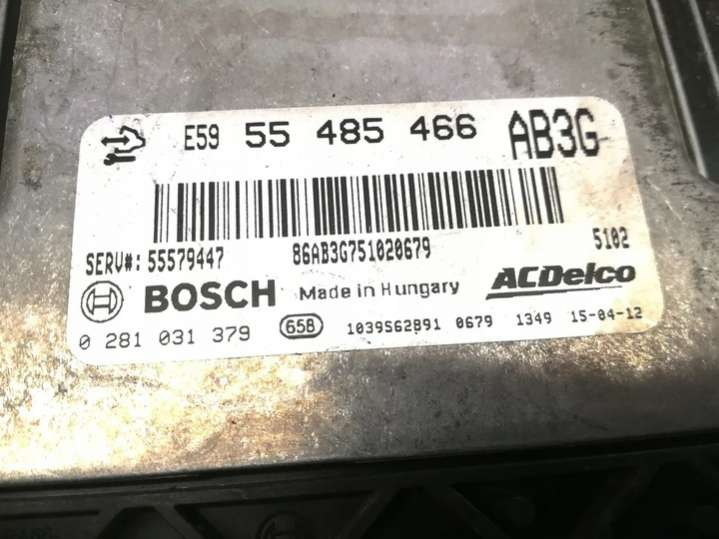 E59 55 485 466 AB3G
SERV#: 55579447 86AB3G751020679 5102
BOSCH Made in Hungary ACDelco
0 281 031 379 658 1039S62891 0679 1349 15-04-12